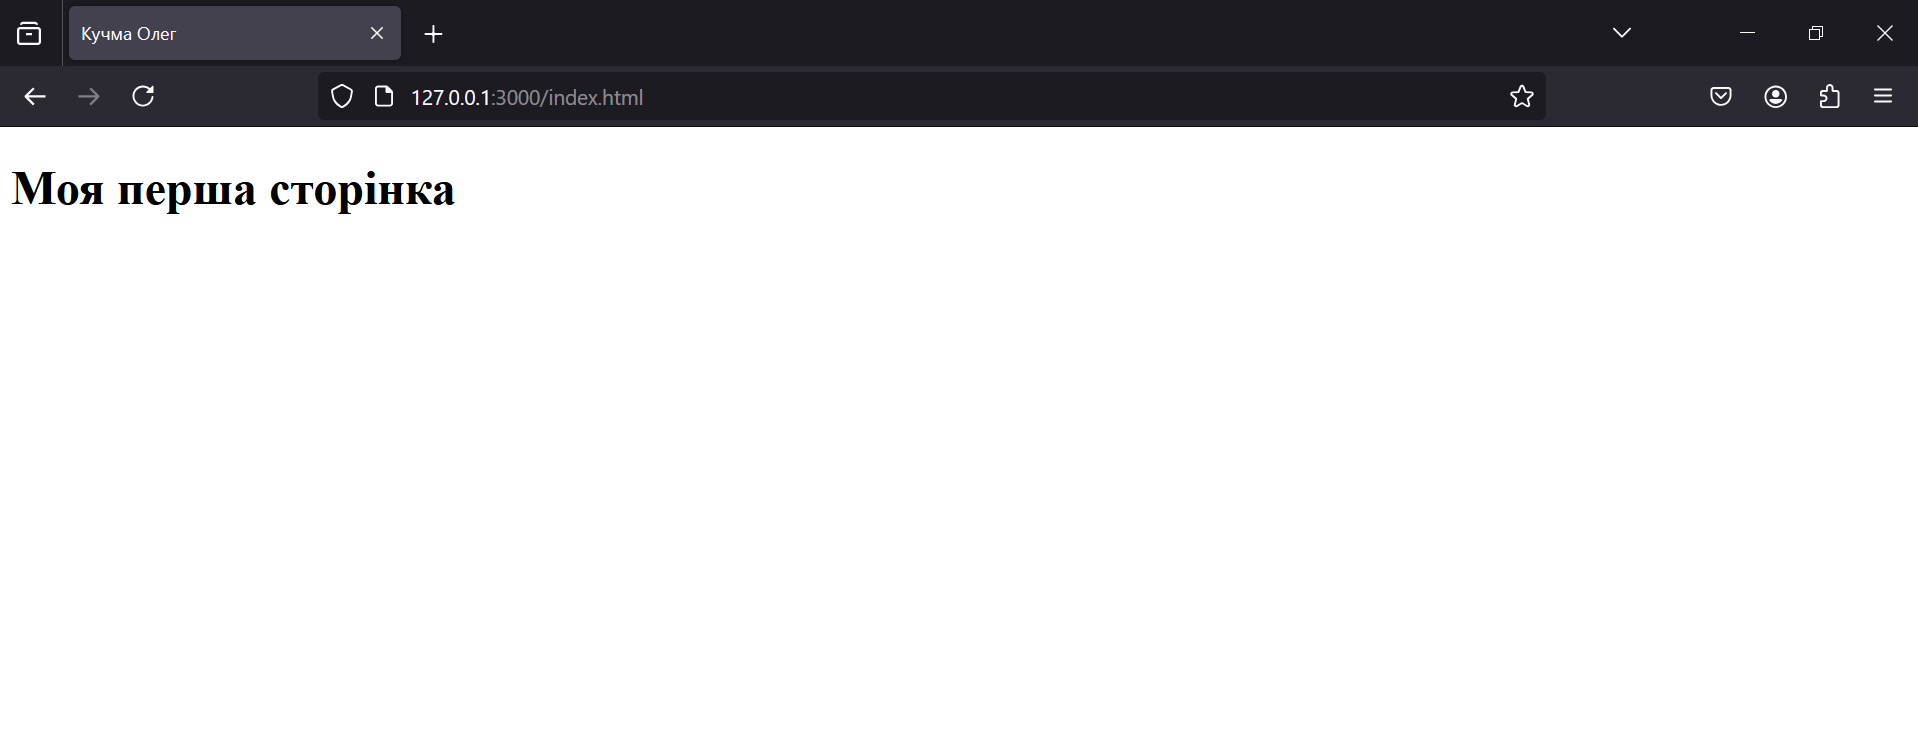 Кучма Олег
127.0.0.1:3000/index.html
Моя перша сторінка